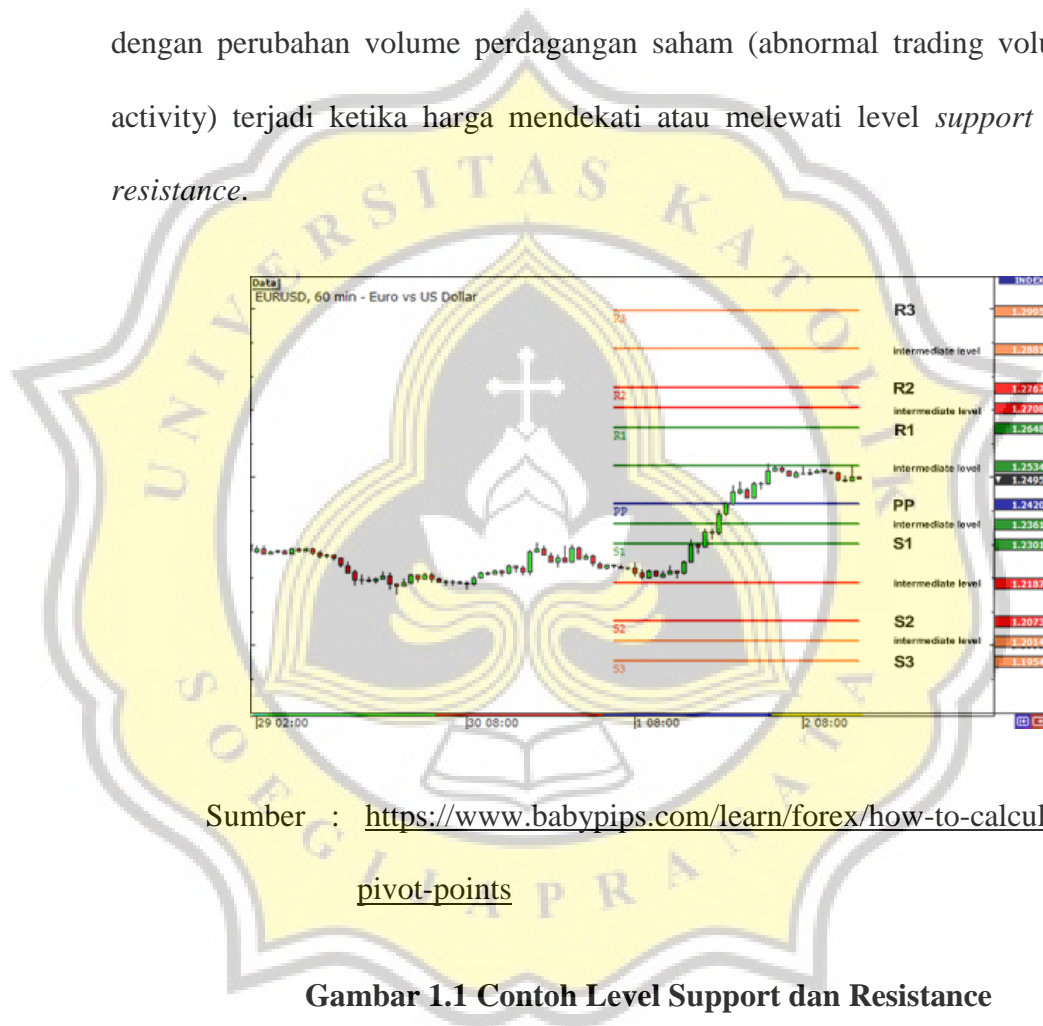 dengan perubahan volume perdagangan saham (abnormal trading
activity) terjadi ketika harga mendekati atau melewati level support
resistance.
UNIVERSITAS KATOLIK
Data
INDEX
EURUSD, 60 min - Euro vs US Dollar
R3
R3
1.2995
intermediate level
1.2881
R2
R2
1.2767
intermediate level
1.2708
R1
R1
1.2648
intermediate level
1.2534
1.2495
PP
PP
1.2420
intermediate level
1.2361
S1
S1
1.2301
intermediate level
1.2187
S2
S2
1.2073
intermediate level
1.2014
S3
S3
1.1954
29 02:00 30 08:00 1 08:00 2 08:00
SOEGIJAPRANATA
Sumber : https://www.babypips.com/learn/forex/how-to-calcul
pivot-points
Gambar 1.1 Contoh Level Support dan Resistance